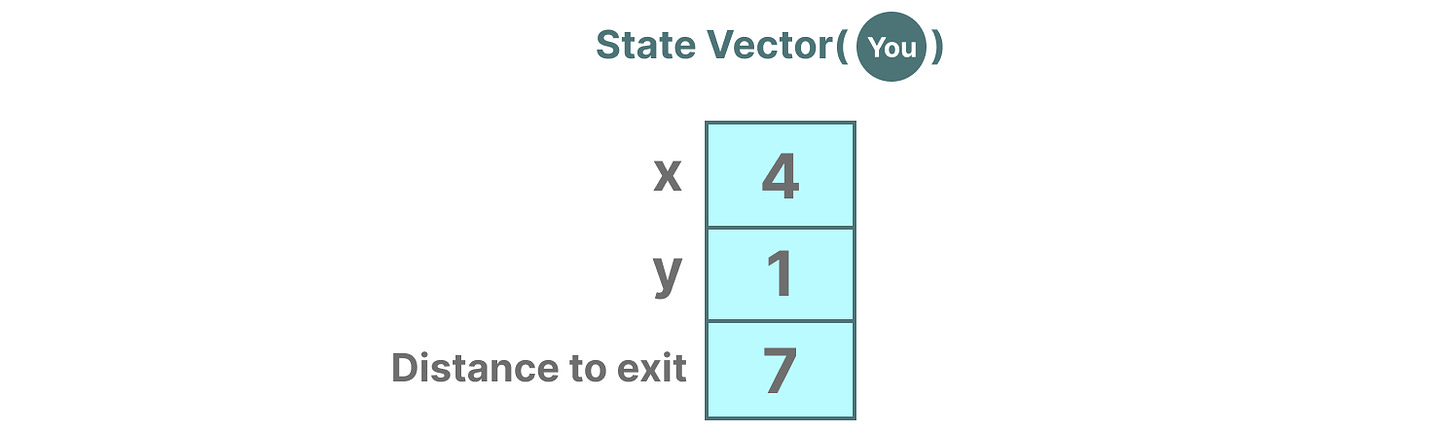 State Vector( You )
x 4
y 1
Distance to exit 7